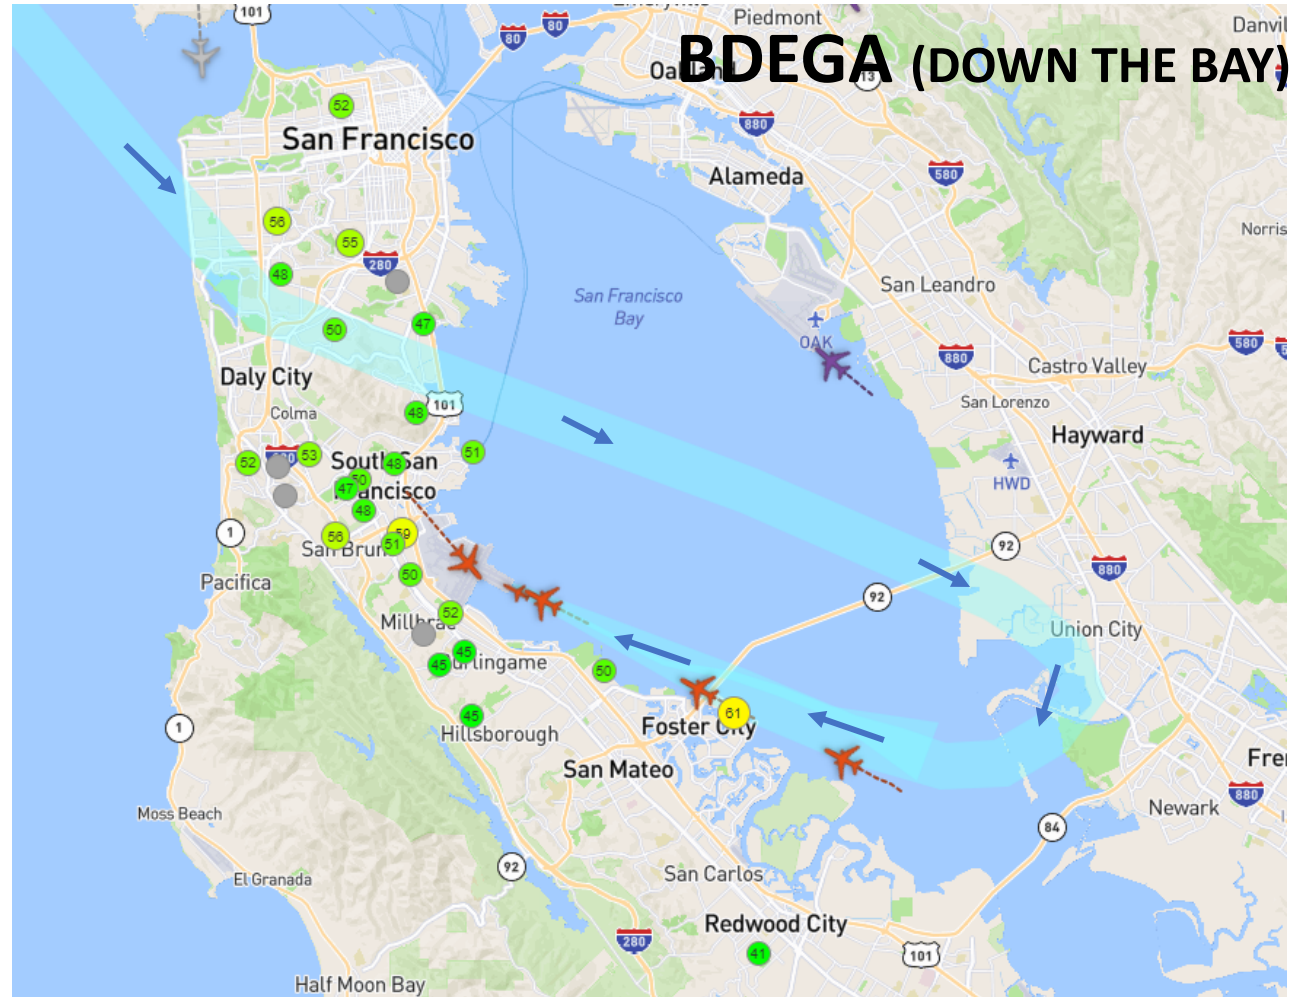 101
Emeryville
Piedmont
Danvil
BDEGA (DOWN THE BAY)
80
80
Oakland
13
52
San Francisco
880
Alameda
580
56
55
Norris
280
48
San Leandro
San Francisco
Bay
50
47
OAK
580
880
Castro Valley
Daly City
101
San Lorenzo
Colma
48
Hayward
52
53
South San
Francisco
48
51
50
47
HWD
48
1
56
59
San Brun
51
92
Pacifica
50
880
92
52
Millbrae
Union City
45
45
Burlingame
50
45
61
1
Hillsborough
Foster City
San Mateo
Fre
880
Moss Beach
Newark
84
92
El Granada
San Carlos
Redwood City
280
41
101
Half Moon Bay